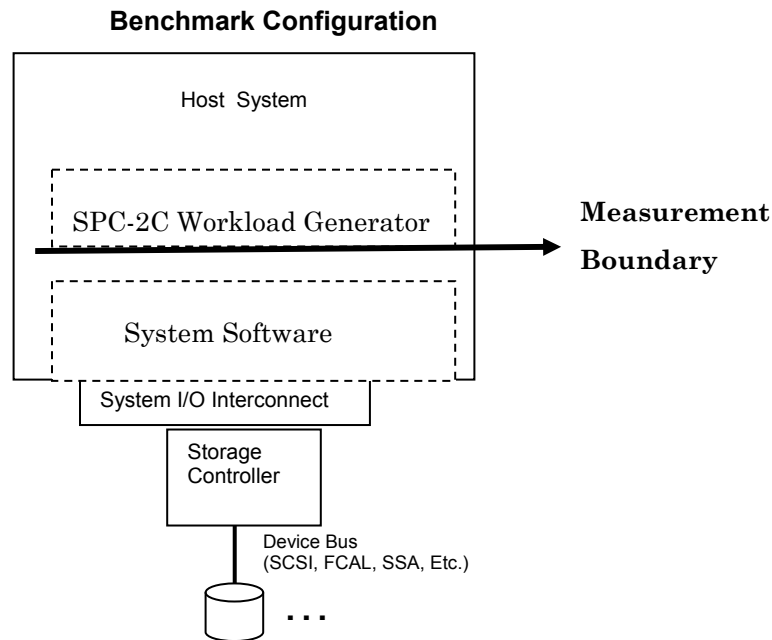 Benchmark Configuration
Host System
SPC-2C Workload Generator
Measurement
Boundary
System Software
System I/O Interconnect
Storage
Controller
Device Bus
(SCSI, FCAL, SSA, Etc.)
...